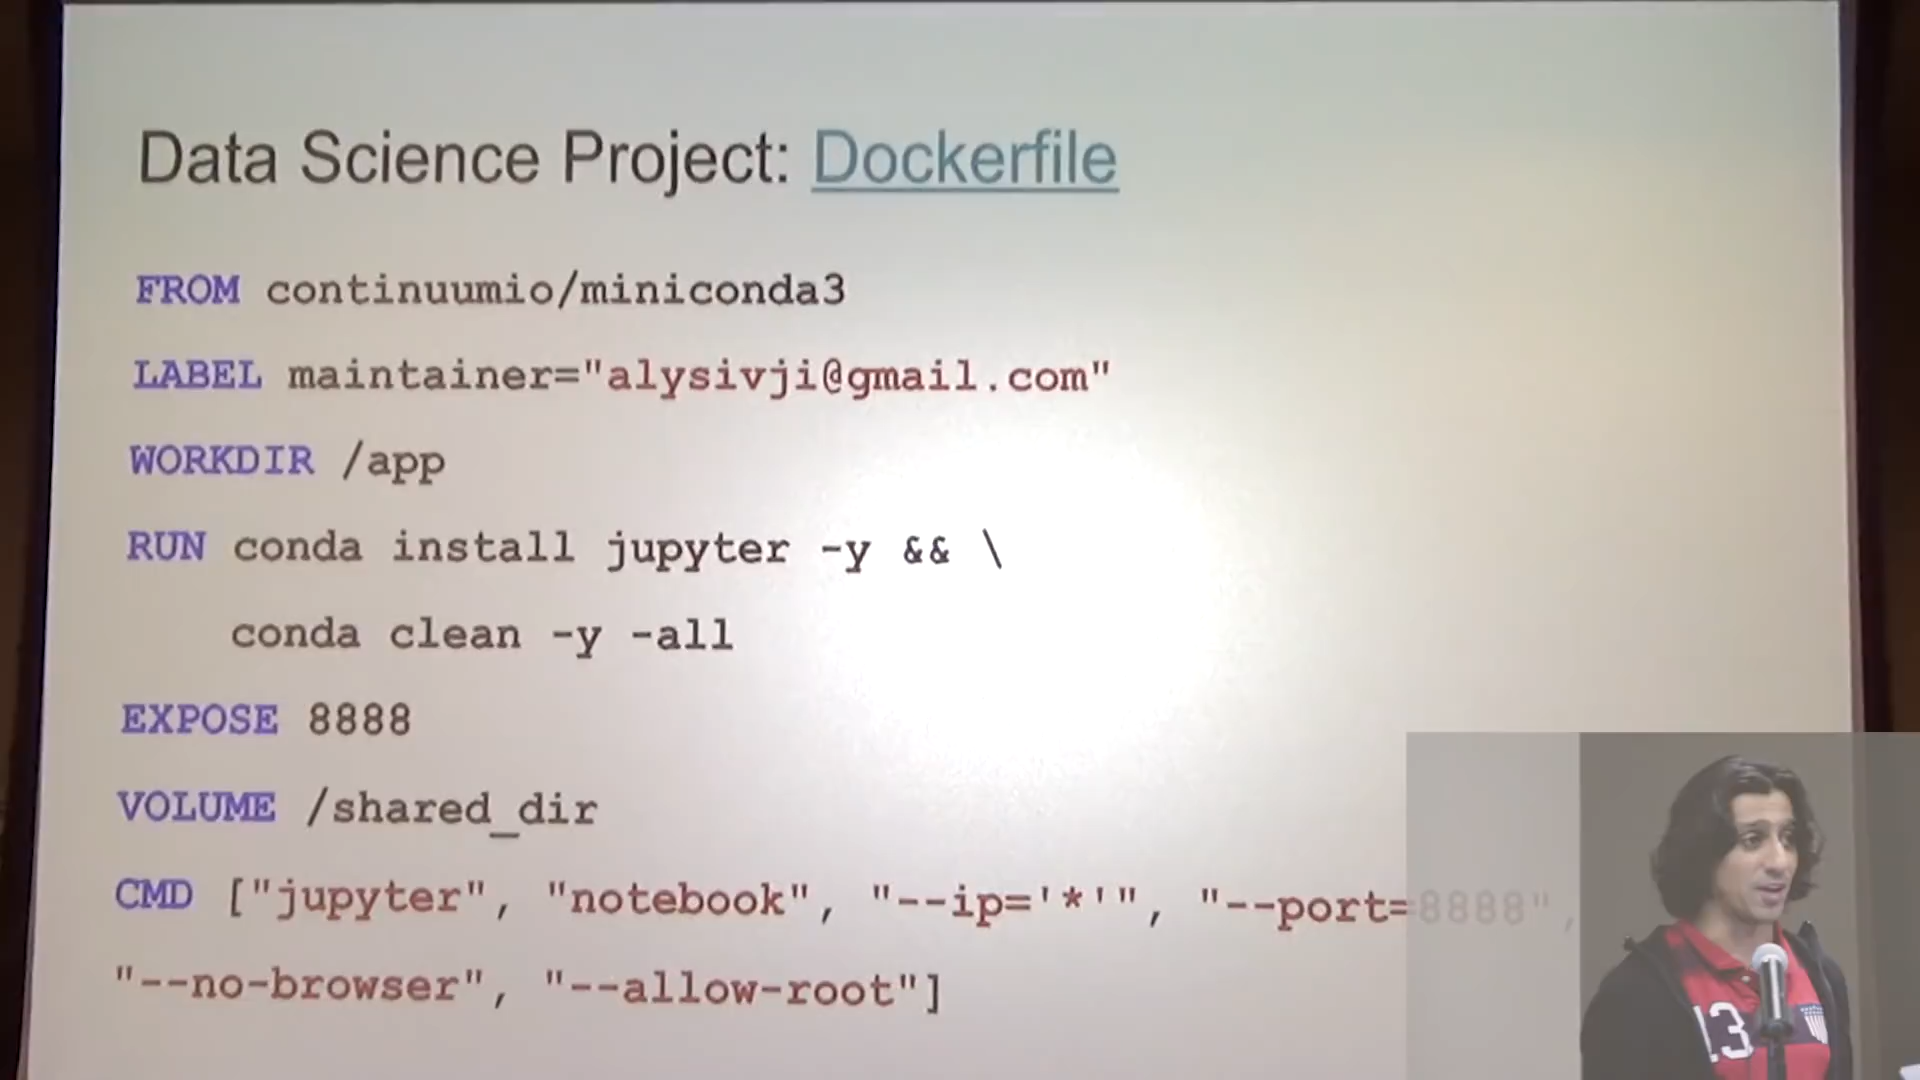 Data Science Project: Dockerfile
FROM continuumio/miniconda3
LABEL maintainer="alysivji@gmail.com"
WORKDIR /app
RUN conda install jupyter -y && \
conda clean -y -all
EXPOSE 8888
VOLUME /shared_dir
CMD ["jupyter", "notebook", "--ip='*'", "--port=8888",
"--no-browser", "--allow-root"]
13